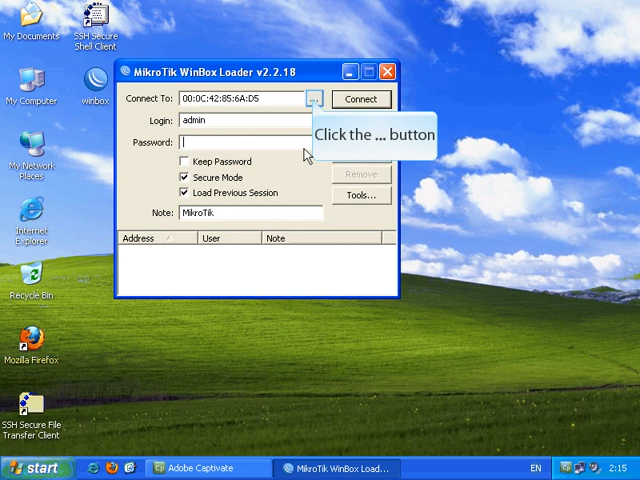 My Documents
SSH Secure
Shell Client
My Computer
winbox
My Network
Places
Internet
Explorer
Recycle Bin
Mozilla Firefox
SSH Secure File
Transfer Client
MikroTik WinBox Loader v2.2.18
Connect To: 00:0C:42:85:6A:D5 ... Connect
Login: admin
Click the ... button
Password:
Keep Password
Secure Mode
Remove
Load Previous Session
Tools...
Note: MikroTik
Address User Note
start Adobe Captivate MikroTik WinBox Load... EN 2:15